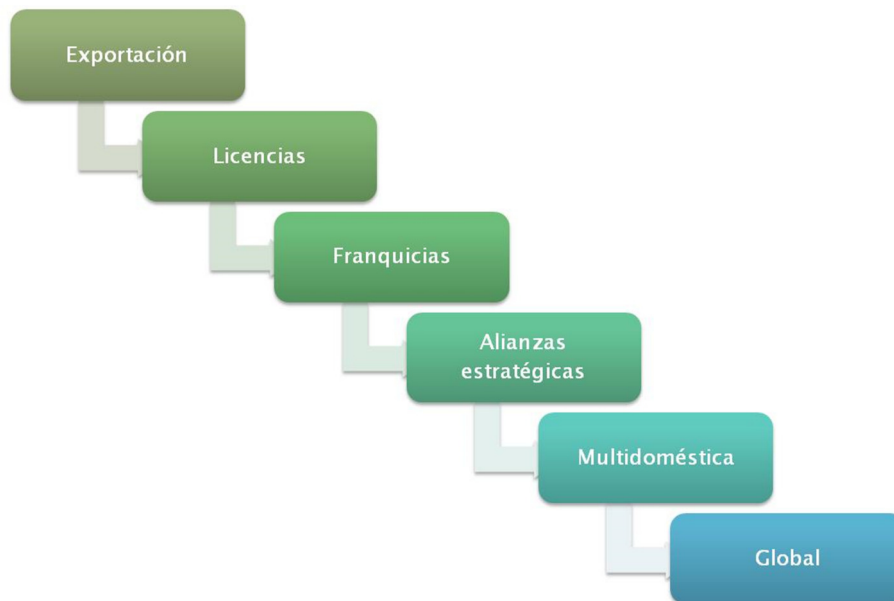 Exportación
Licencias
Franquicias
Alianzas
estratégicas
Multidoméstica
Global